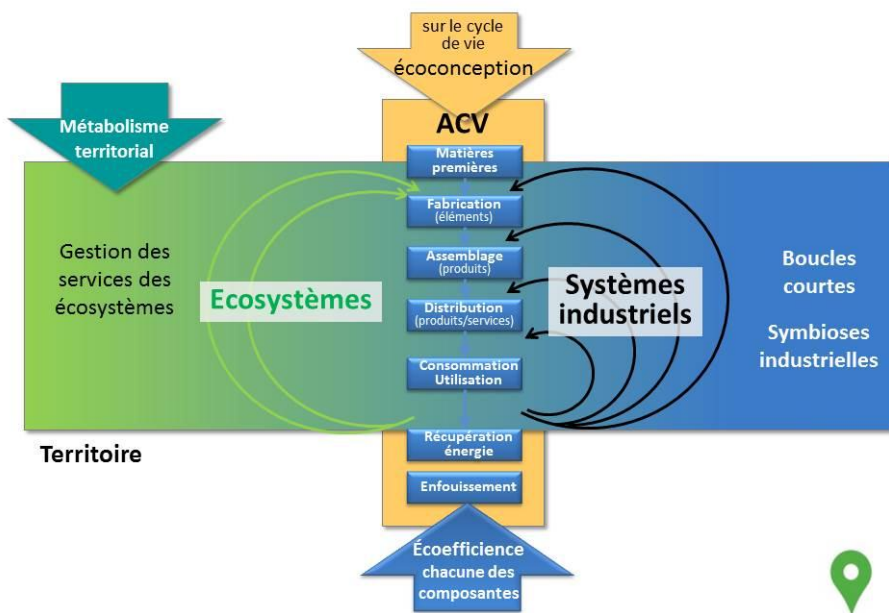 sur le cycle
de vie
écoconception
Métabolisme
territorial
ACV
Matières
premières
Fabrication
(éléments)
Assemblage
(produits)
Distribution
(produits/services)
Consommation
Utilisation
Récupération
énergie
Enfouissement
Gestion des
services des
écosystèmes
Ecosystèmes
Systèmes
industriels
Boucles
courtes
Symbioses
industrielles
Territoire
Écoefficience
chacune des
composantes